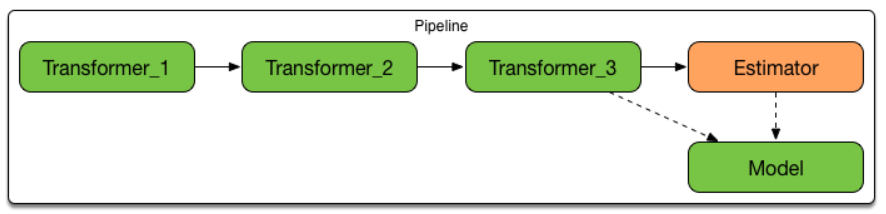 Pipeline
Transformer_1
Transformer_2
Transformer_3
Estimator
Model